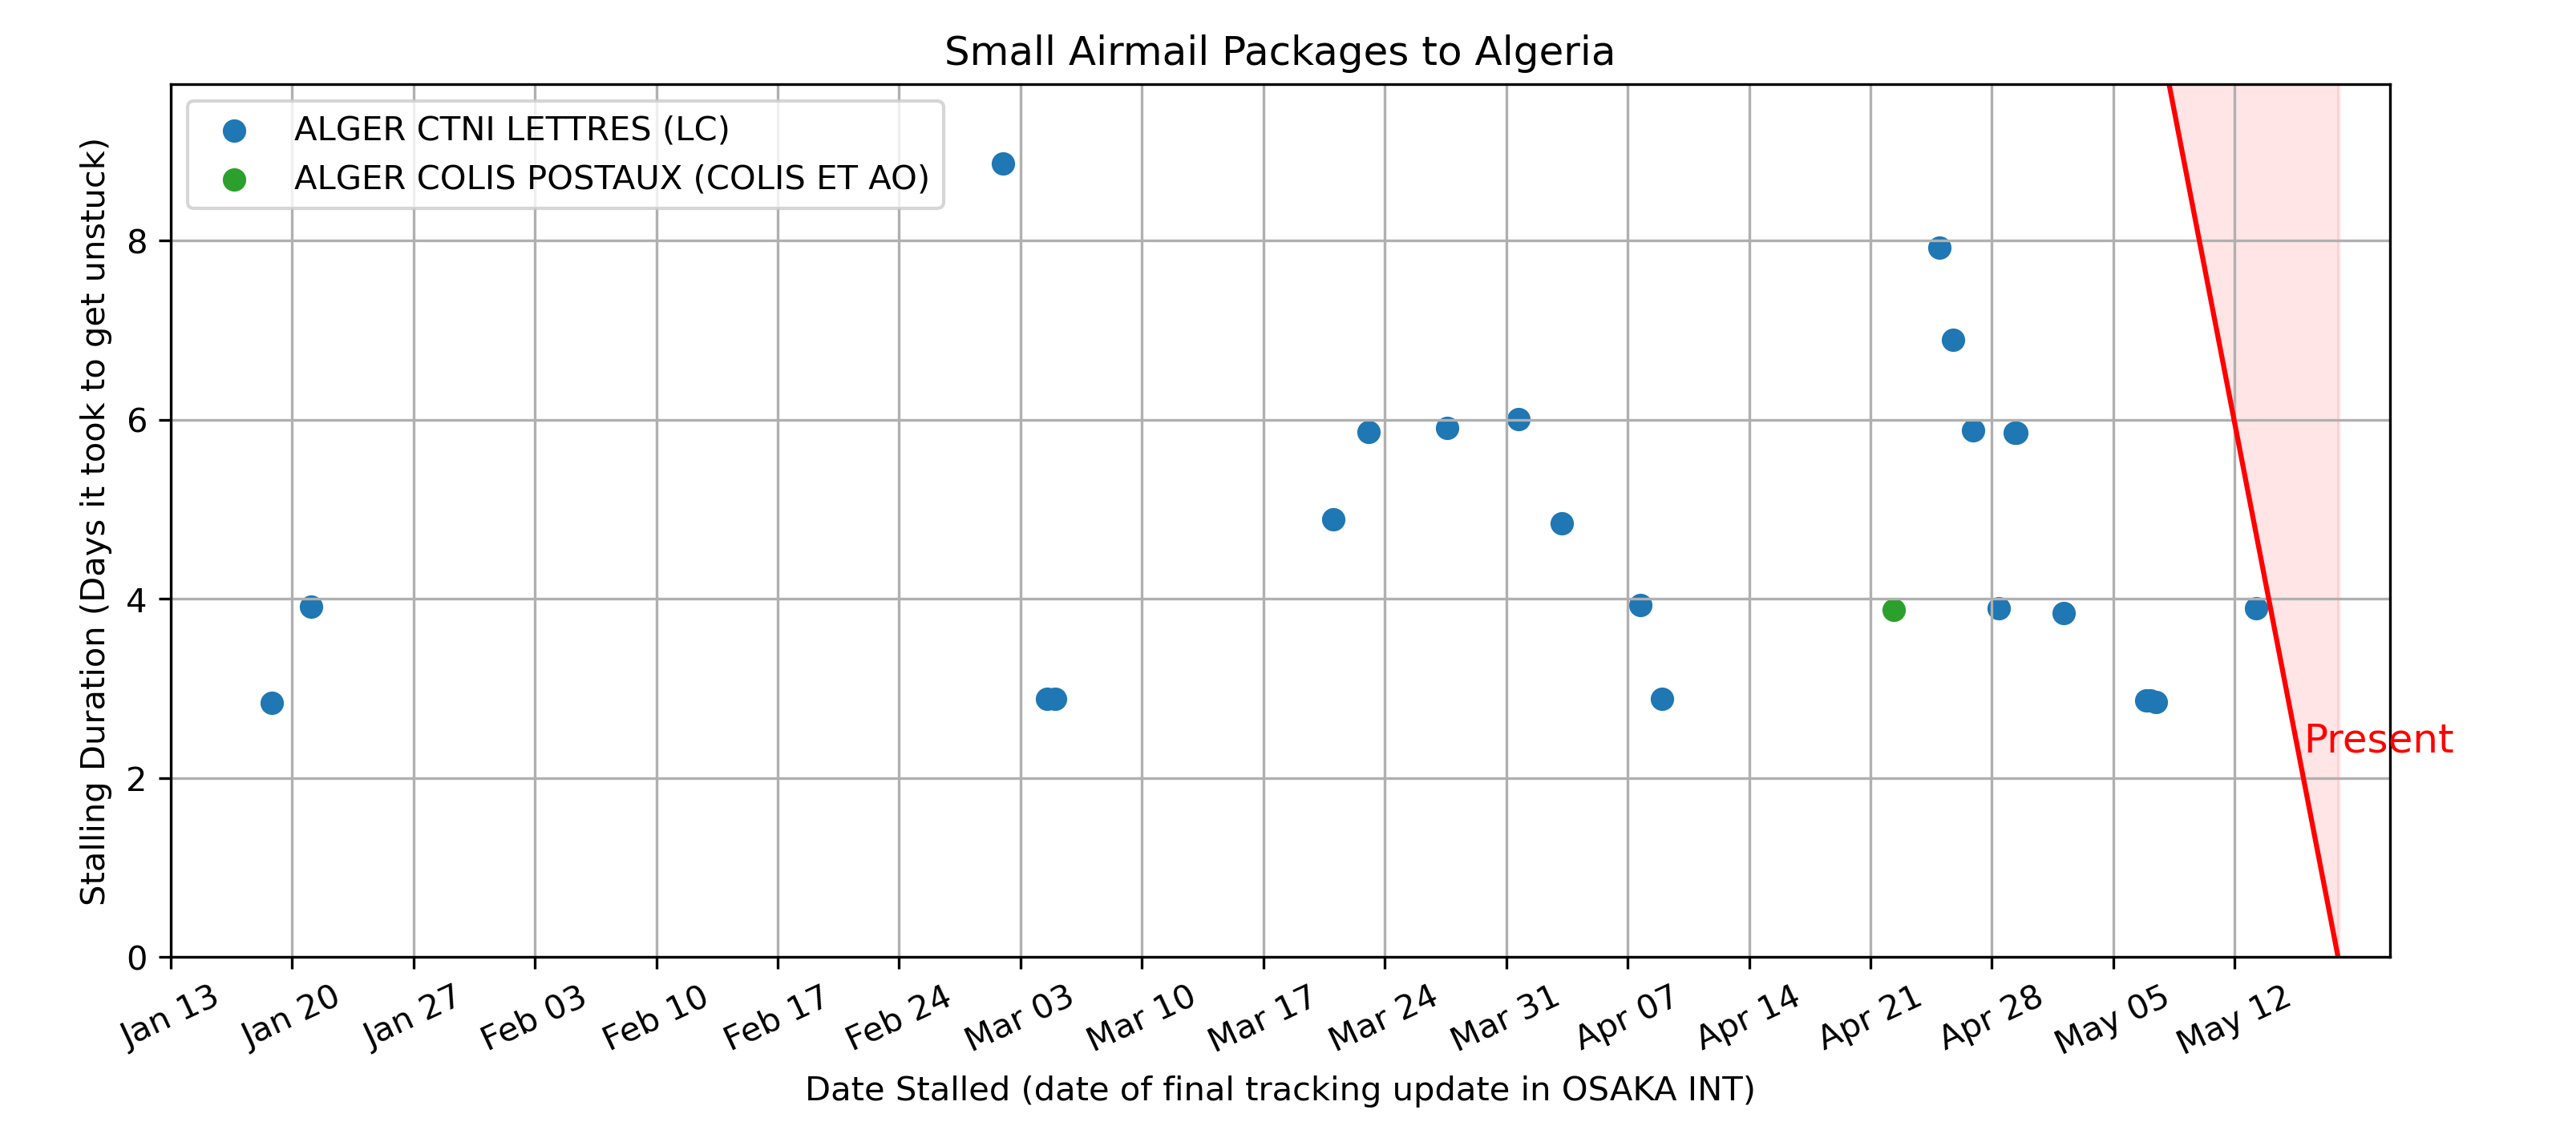 Small Airmail Packages to Algeria
ALGER CTNI LETTRES (LC)
ALGER COLIS POSTAUX (COLIS ET AO)
Stalling Duration (Days it took to get unstuck)
8
6
4
2
0
Present
Jan 13
Jan 20
Jan 27
Feb 03
Feb 10
Feb 17
Feb 24
Mar 03
Mar 10
Mar 17
Mar 24
Mar 31
Apr 07
Apr 14
Apr 21
Apr 28
May 05
May 12
Date Stalled (date of final tracking update in OSAKA INT)